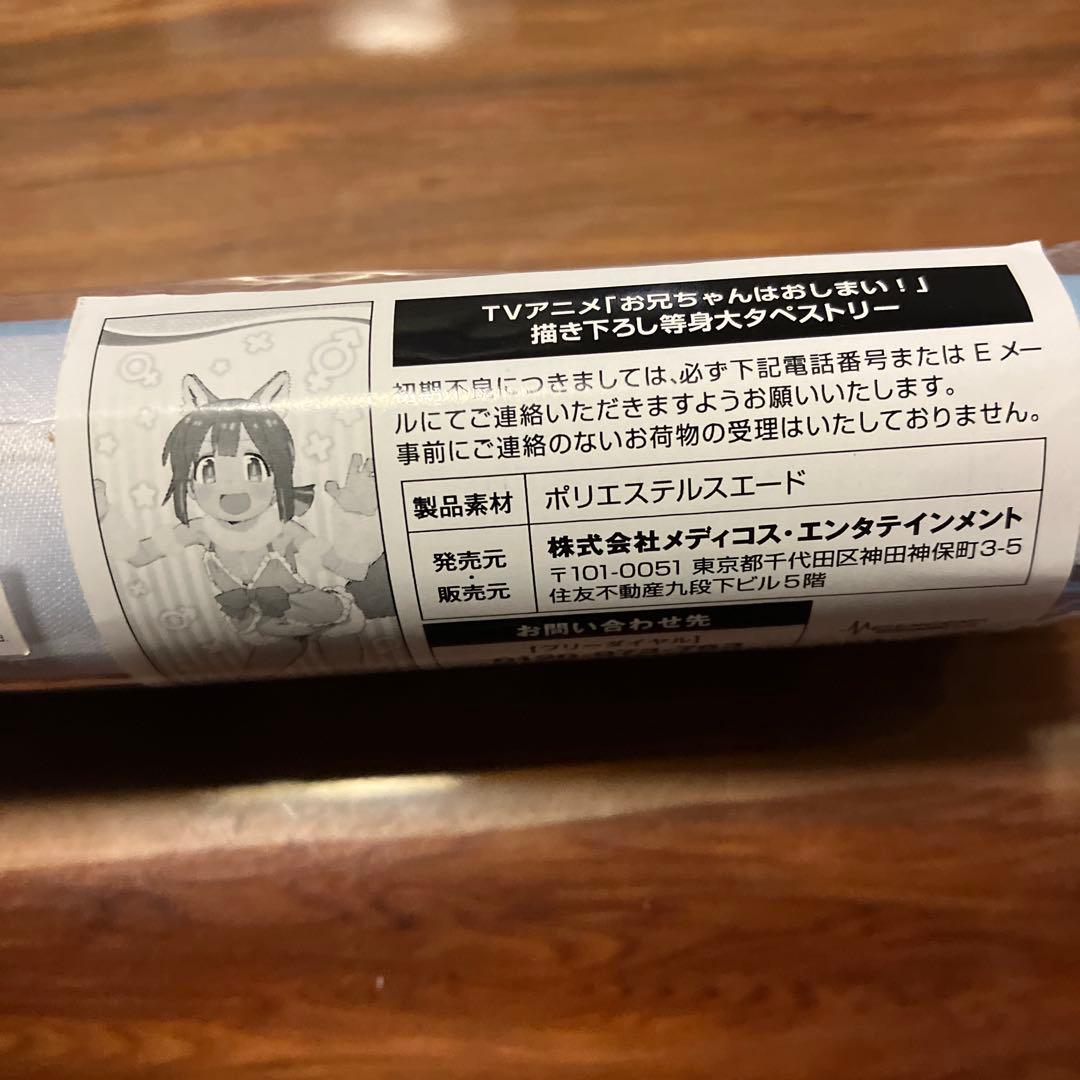 TVアニメ「お兄ちゃんはおしまい！」
描き下ろし等身大タペストリー
初期不良につきましては、必ず下記電話番号または E メー
ルにてご連絡いただきますようお願いいたします。
事前にご連絡のないお荷物の受理はいたしておりません。
製品素材 ポリエステルスエード
発売元・販売元
株式会社メディコス・エンタテインメント
〒101-0051 東京都千代田区神田神保町3-5
住友不動産九段下ビル5階
お問い合わせ先
[フリーダイヤル]